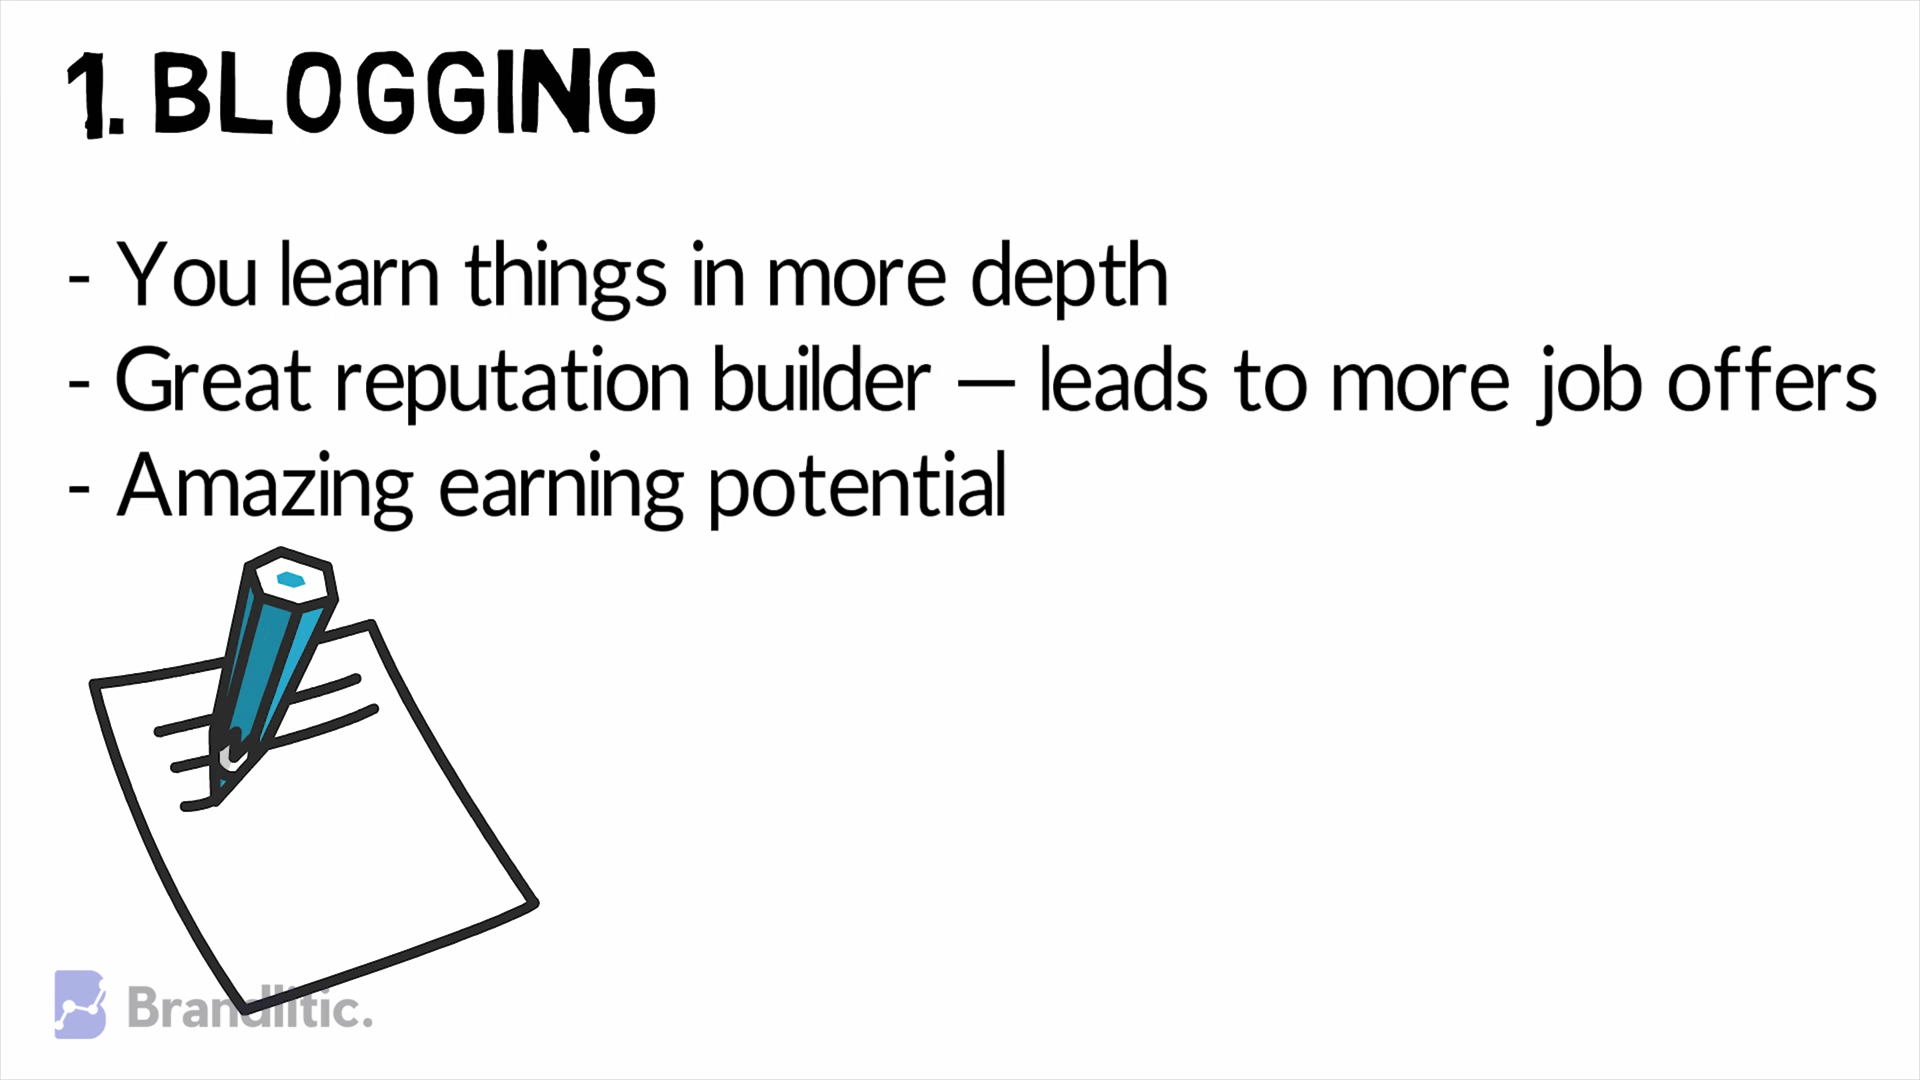 1. BLOGGING
- You learn things in more depth
- Great reputation builder — leads to more job offers
- Amazing earning potential
Brandlitic.